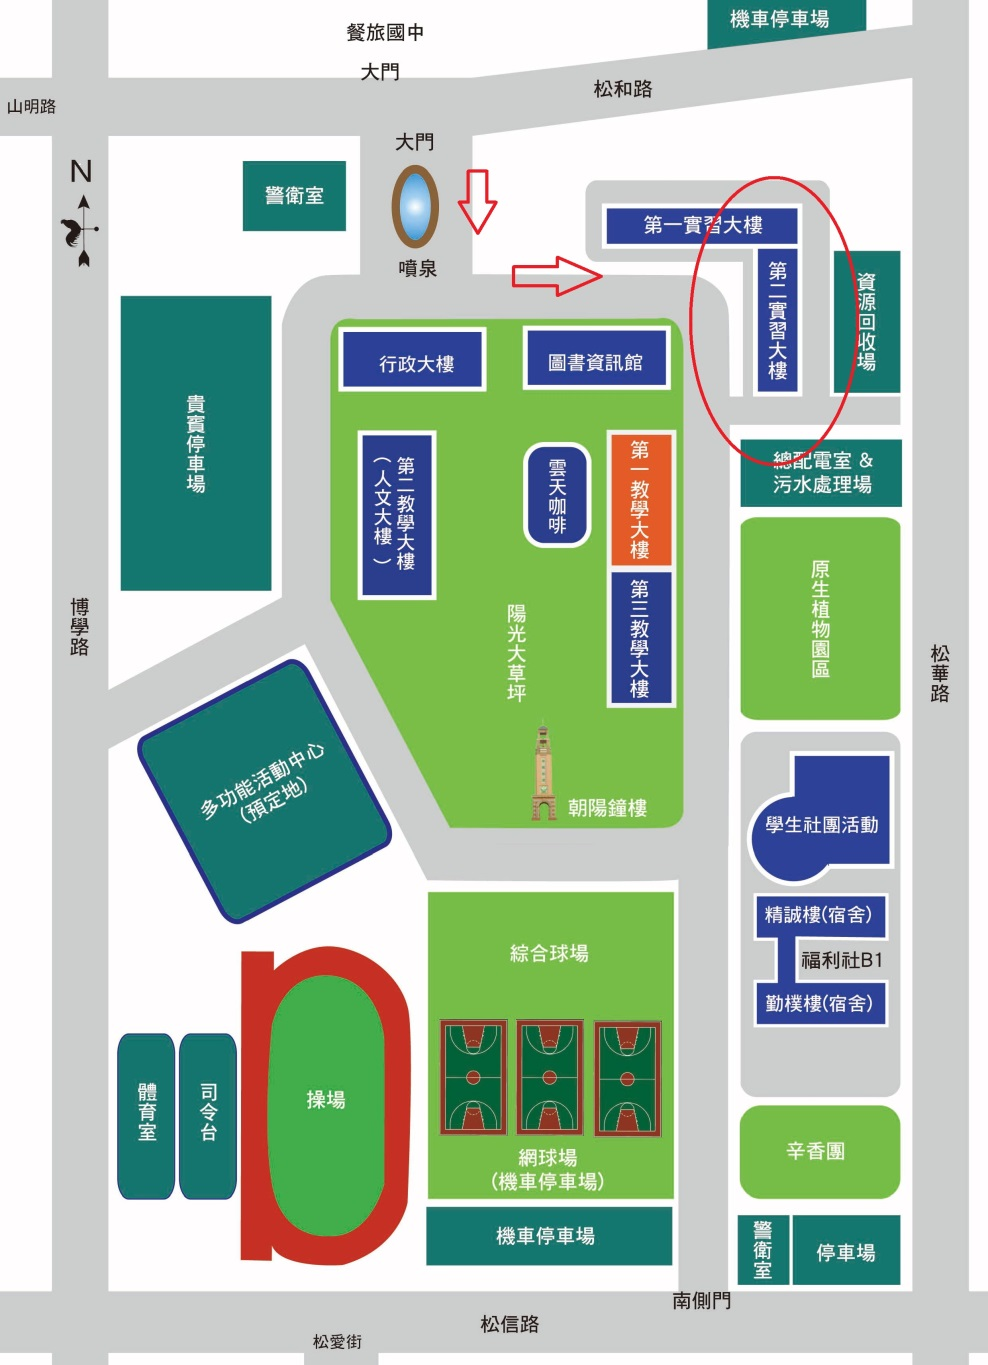 機車停車場
餐旅國中
大門
松和路
山明路
大門
N
警衛室
噴泉
第一實習大樓
第二實習大樓
資源回收場
行政大樓
圖書資訊館
貴賓停車場
第二教學大樓
（人文大樓）
雲天咖啡
第一教學大樓
總配電室 &
污水處理場
原生植物園區
第三教學大樓
陽光大草坪
博學路
松華路
多功能活動中心
(預定地)
朝陽鐘樓
學生社團活動
精誠樓(宿舍)
福利社B1
勤樸樓(宿舍)
綜合球場
體育室
司令台
操場
網球場
(機車停車場)
辛香團
機車停車場
警衛室
停車場
南側門
松信路
松愛街